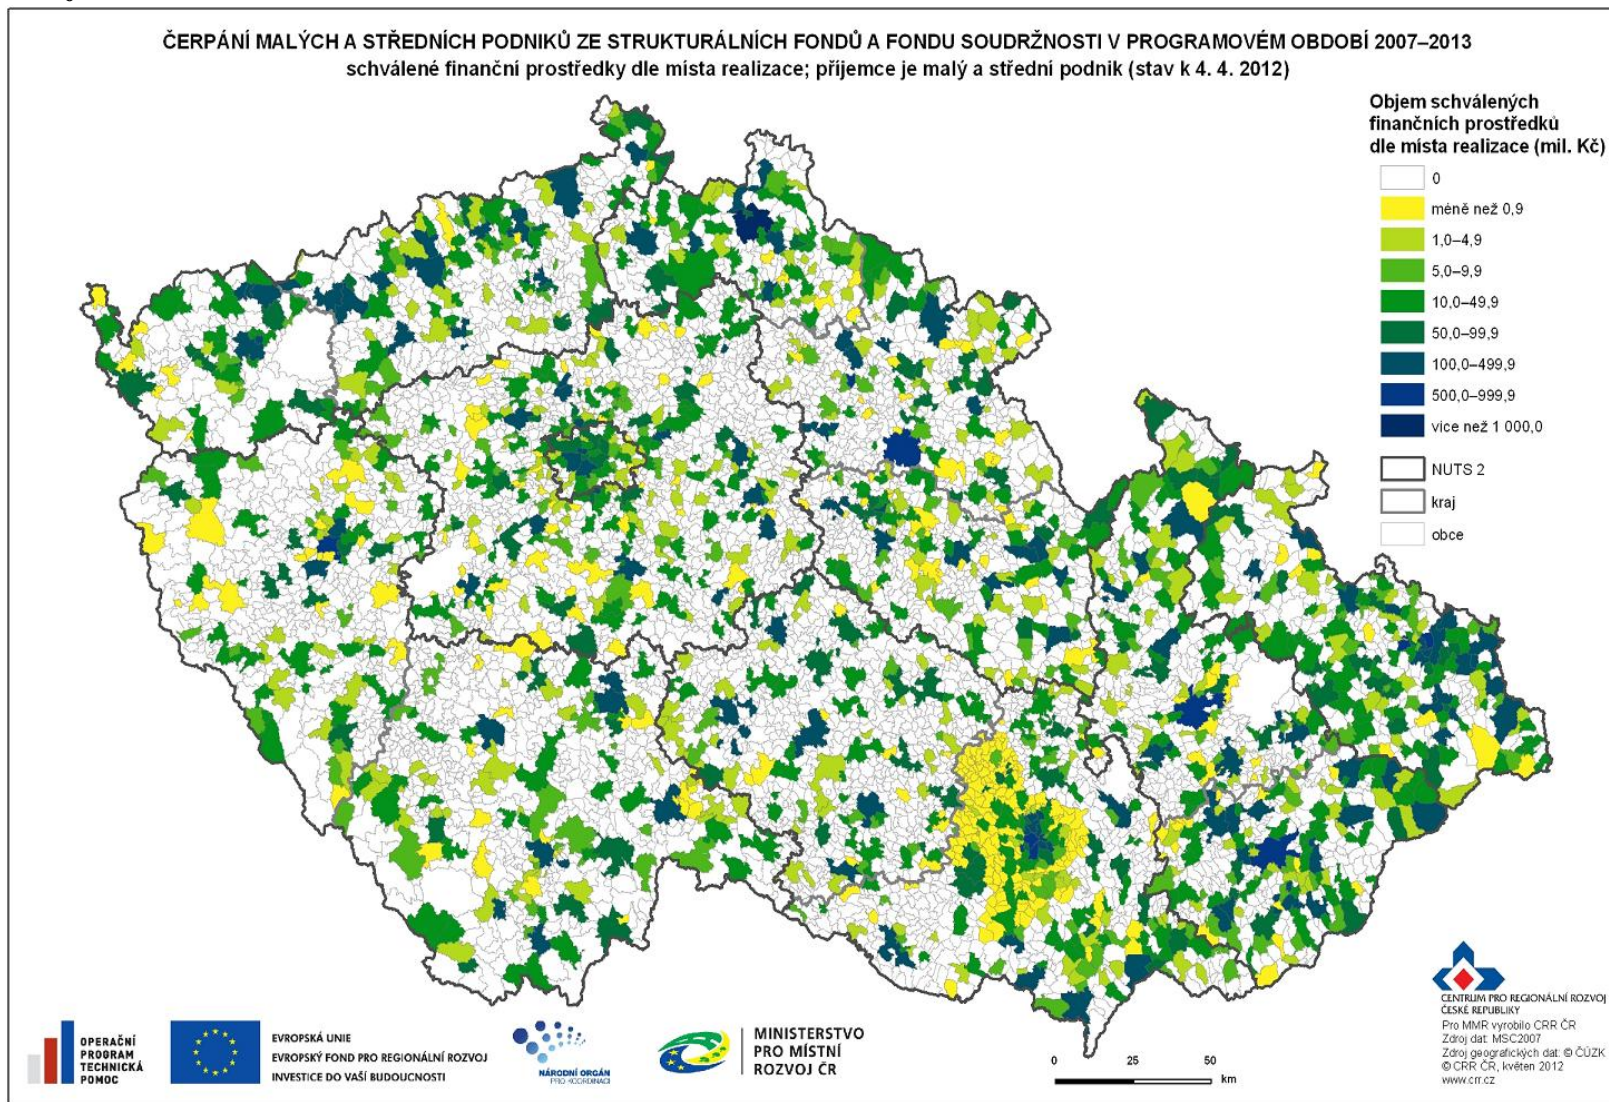 ČERPÁNÍ MALÝCH A STŘEDNÍCH PODNIKŮ ZE STRUKTURÁLNÍCH FONDŮ A FONDU SOUDRŽNOSTI V PROGRAMOVÉM OBDOBÍ 2007–2013
schválené finanční prostředky dle místa realizace; příjemce je malý a střední podnik (stav k 4. 4. 2012)
Objem schválených
finančních prostředků
dle místa realizace (mil. Kč)
0
méně než 0,9
1,0–4,9
5,0–9,9
10,0–49,9
50,0–99,9
100,0–499,9
500,0–999,9
více než 1 000,0
NUTS 2
kraj
obce
CENTRUM PRO REGIONÁLNÍ ROZVOJ
ČESKÉ REPUBLIKY
Pro MMR vyrobilo CRR ČR
Zdroj dat: MSC2007
Zdroj geografických dat: © ČÚZK
© CRR ČR, květen 2012
www.crr.cz
OPERAČNÍ
PROGRAM
TECHNICKÁ
POMOC
EVROPSKÁ UNIE
EVROPSKÝ FOND PRO REGIONÁLNÍ ROZVOJ
INVESTICE DO VAŠÍ BUDOUCNOSTI
NÁRODNÍ ORGÁN
PRO KOORDINACI
MINISTERSTVO
PRO MÍSTNÍ
ROZVOJ ČR
0 25 50
km